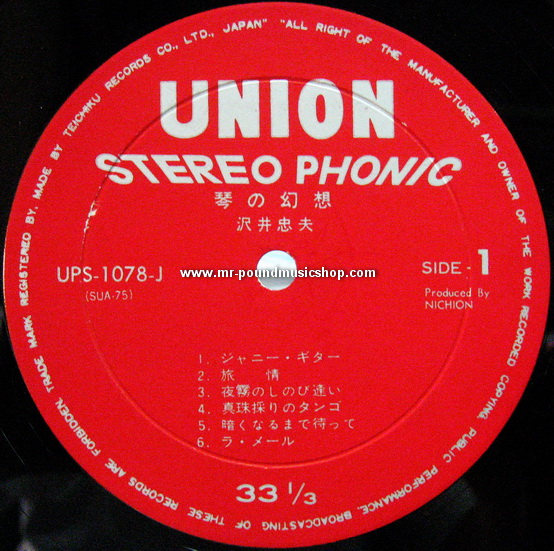 TRADE MARK REGISTERED BY, MADE BY TEICHIKU RECORDS CO., LTD., JAPAN" "ALL RIGHT OF THE MANUFACTURER AND OWNER OF THE WORK RECORDED COPYING, PUBLIC PERFORMANCE, BROADCASTING OF THESE RECORDS ARE FORBIDDEN.
UNION
STEREO PHONIC
琴の幻想
沢井忠夫
www.mr-poundmusicshop.com
UPS-1078-J
(SUA-75)
SIDE - 1
Produced By
NICHION
1. ジャニー・ギター
2. 旅 情
3. 夜霧のしのび逢い
4. 真珠採りのタンゴ
5. 暗くなるまで待って
6. ラ・メール
33 1/3